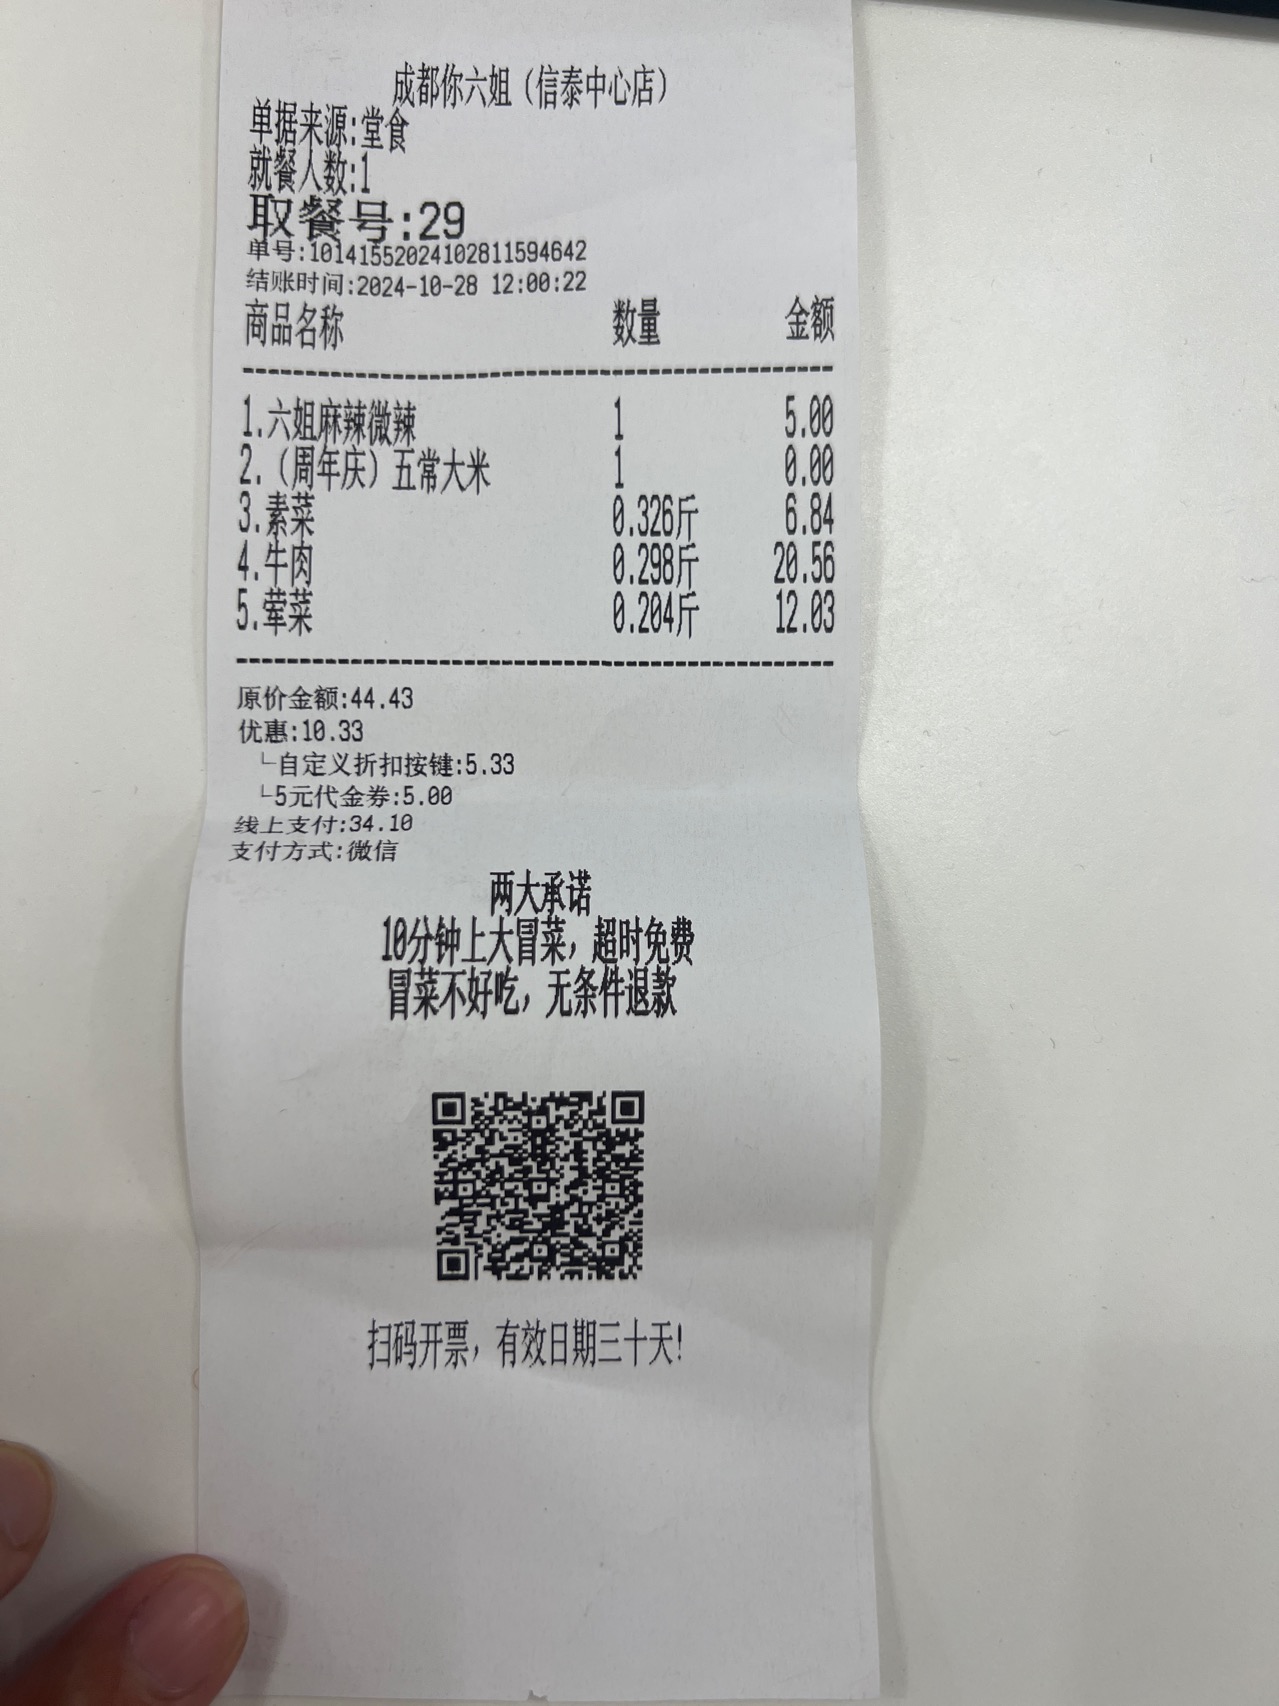 成都你六姐（信泰中心店）
单据来源:堂食
就餐人数:1
取餐号:29
单号:10141552024102811594642
结账时间:2024-10-28 12:00:22
商品名称 数量 金额
1.六姐麻辣微辣 1 5.00
2.（周年庆）五常大米 1 0.00
3.素菜 0.326斤 6.84
4.牛肉 0.298斤 20.56
5.荤菜 0.204斤 12.03
原价金额:44.43
优惠:10.33
└自定义折扣按键:5.33
└5元代金券:5.00
线上支付:34.10
支付方式:微信
两大承诺
10分钟上大冒菜，超时免费
冒菜不好吃，无条件退款
扫码开票，有效日期三十天!